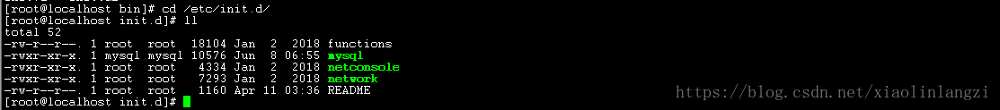 [root@localhost bin]# cd /etc/init.d/
[root@localhost init.d]# ll
total 52
-rw-r--r--. 1 root  root  18104 Jan  2  2018 functions
-rwxr-xr-x. 1 mysql mysql 10576 Jun  8 06:55 mysql
-rwxr-xr-x. 1 root  root   4334 Jan  2  2018 netconsole
-rwxr-xr-x. 1 root  root   7293 Jan  2  2018 network
-rw-r--r--. 1 root  root   1160 Apr 11 03:36 README
[root@localhost init.d]#
https://blog.csdn.net/xiaolinlangzi